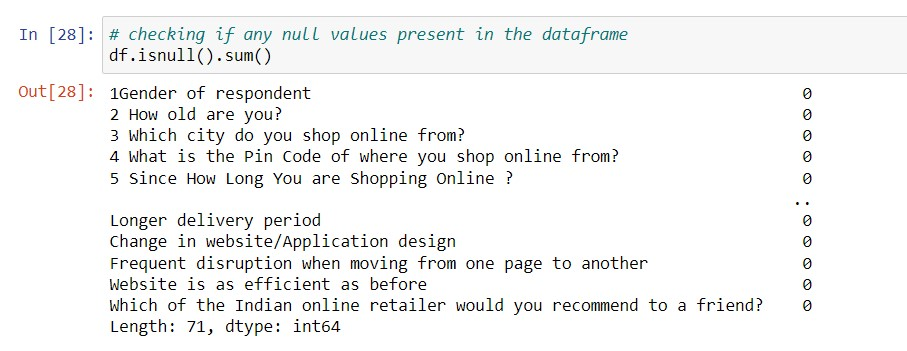 In [28]: # checking if any null values present in the dataframe
df.isnull().sum()
Out[28]: 1Gender of respondent 0
2 How old are you? 0
3 Which city do you shop online from? 0
4 What is the Pin Code of where you shop online from? 0
5 Since How Long You are Shopping Online ? 0
..
Longer delivery period 0
Change in website/Application design 0
Frequent disruption when moving from one page to another 0
Website is as efficient as before 0
Which of the Indian online retailer would you recommend to a friend? 0
Length: 71, dtype: int64